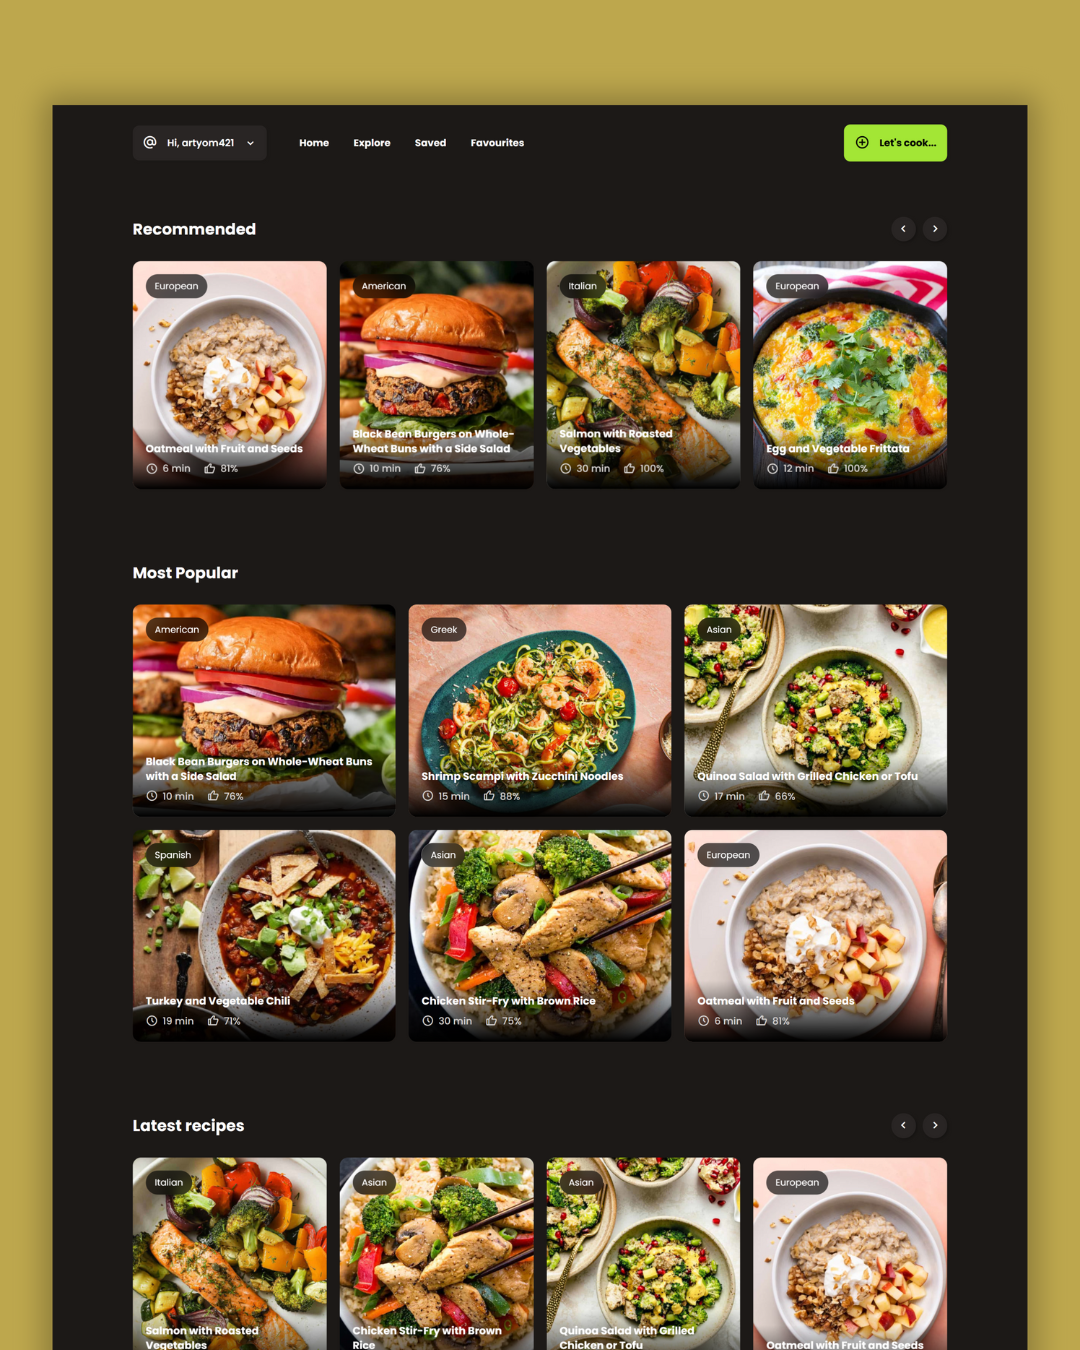 Hi, artyom421
Home
Explore
Saved
Favourites
Let's cook...
Recommended
European
Oatmeal with Fruit and Seeds
6 min
81%
American
Black Bean Burgers on Whole-
Wheat Buns with a Side Salad
10 min
76%
Italian
Salmon with Roasted
Vegetables
30 min
100%
European
Egg and Vegetable Frittata
12 min
100%
Most Popular
American
Black Bean Burgers on Whole-Wheat Buns
with a Side Salad
10 min
76%
Greek
Shrimp Scampi with Zucchini Noodles
15 min
88%
Asian
Quinoa Salad with Grilled Chicken or Tofu
17 min
66%
Spanish
Turkey and Vegetable Chili
19 min
71%
Asian
Chicken Stir-Fry with Brown Rice
30 min
75%
European
Oatmeal with Fruit and Seeds
6 min
81%
Latest recipes
Italian
Salmon with Roasted
Vegetables
Asian
Chicken Stir-Fry with Brown
Rice
Asian
Quinoa Salad with Grilled
Chicken or Tofu
European
Oatmeal with Fruit and Seeds